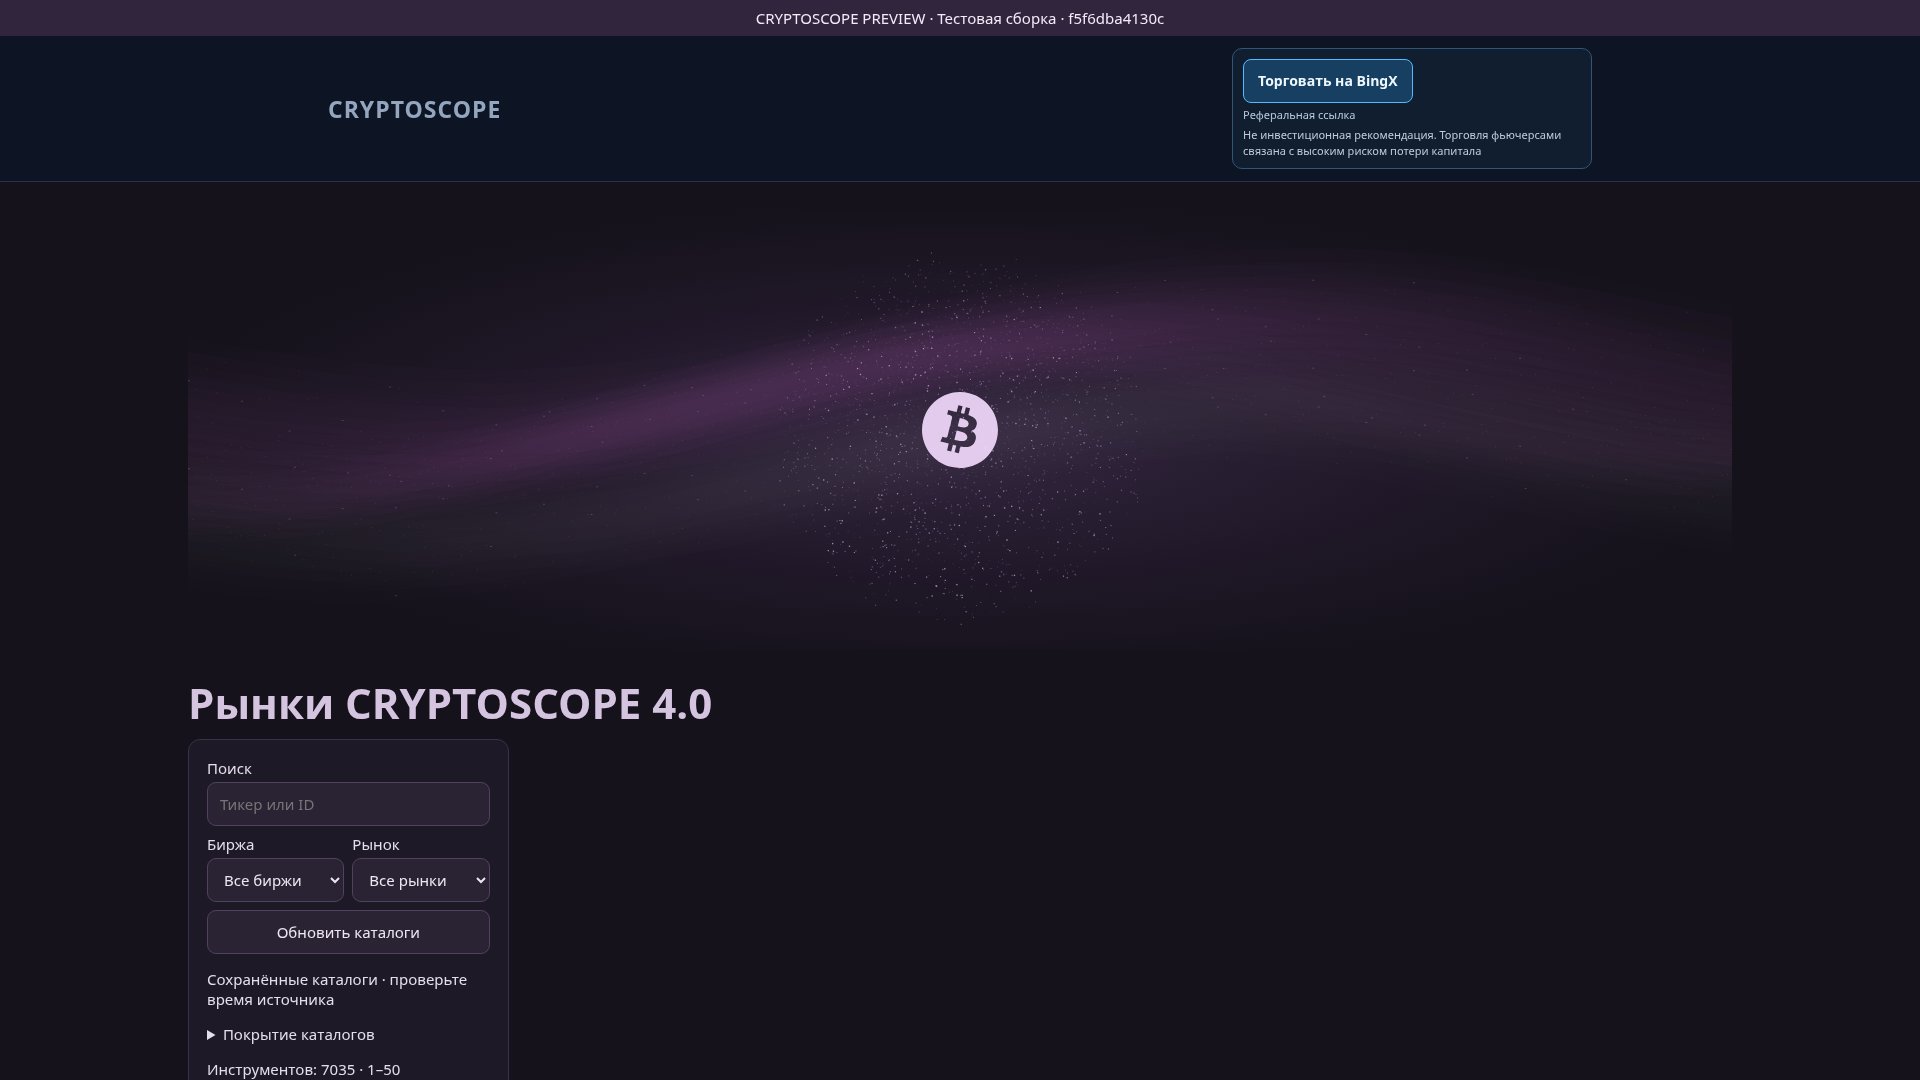 CRYPTOSCOPE PREVIEW · Тестовая сборка · f5f6dba4130c
CRYPTOSCOPE
Торговать на BingX
Реферальная ссылка
Не инвестиционная рекомендация. Торговля фьючерсами
связана с высоким риском потери капитала
Рынки CRYPTOSCOPE 4.0
Поиск
Тикер или ID
Биржа Рынок
Все биржи Все рынки
Обновить каталоги
Сохранённые каталоги · проверьте
время источника
Покрытие каталогов
Инструментов: 7035 · 1–50